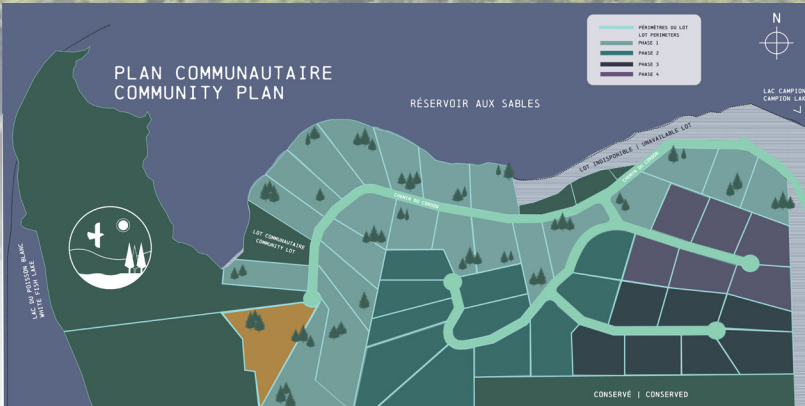 PLAN COMMUNAUTAIRE
COMMUNITY PLAN
PÉRIMÈTRES DU LOT
LOT PERIMETERS
PHASE 1
PHASE 2
PHASE 3
PHASE 4
N
RÉSERVOIR AUX SABLES
LAC CAMPION
CAMPION LAKE
LOT INDISPONIBLE | UNAVAILABLE LOT
CHEMIN DU CORDON
CHEMIN DU CORDON
LOT COMMUNAUTAIRE
COMMUNITY LOT
LAC DU POISSON BLANC
WHITE FISH LAKE
CONSERVÉ | CONSERVED